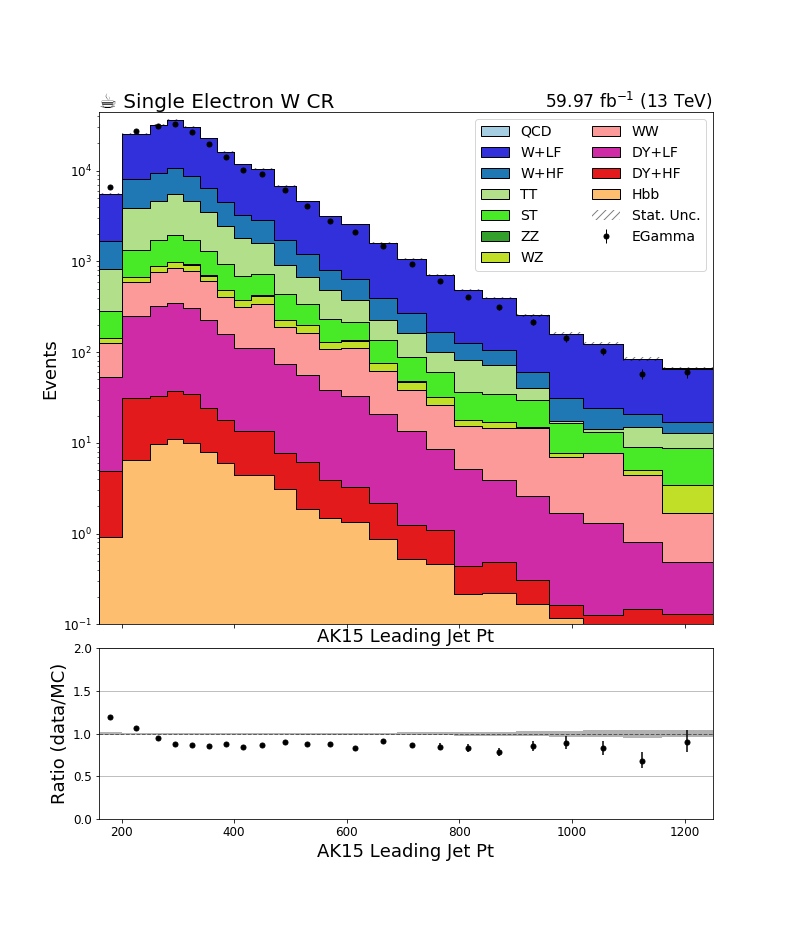 ☕ Single Electron W CR
59.97 fb⁻¹ (13 TeV)
QCD
W+LF
W+HF
TT
ST
ZZ
WZ
WW
DY+LF
DY+HF
Hbb
Stat. Unc.
EGamma
Events
10⁴
10³
10²
10¹
10⁰
10⁻¹
AK15 Leading Jet Pt
Ratio (data/MC)
2.0
1.5
1.0
0.5
0.0
200 400 600 800 1000 1200
AK15 Leading Jet Pt